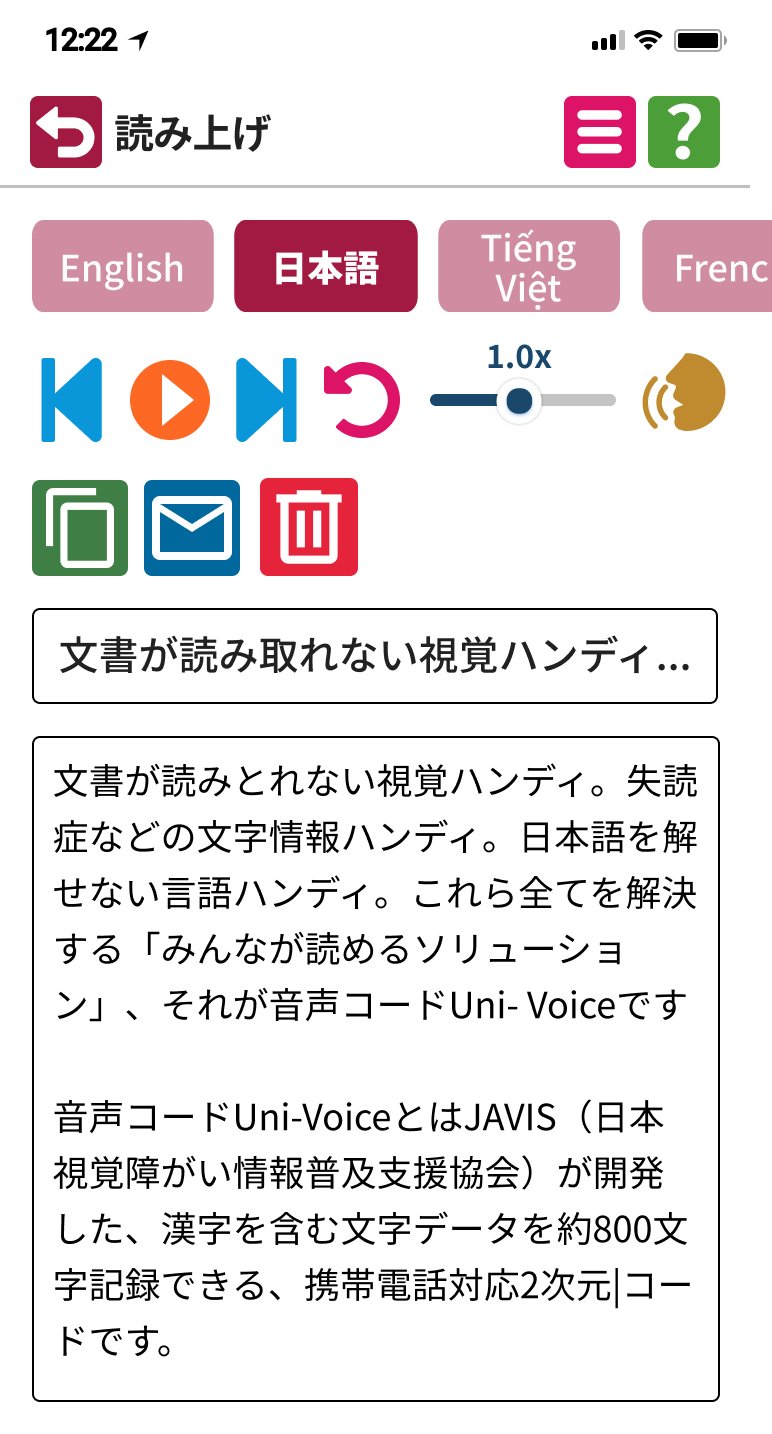 12:22
読み上げ
?
English
日本語
Tiếng
Việt
Frenc
1.0x
文書が読み取れない視覚ハンディ...
文書が読みとれない視覚ハンディ。失読
症などの文字情報ハンディ。日本語を解
せない言語ハンディ。これら全てを解決
する「みんなが読めるソリューショ
ン」、それが音声コードUni- Voiceです
音声コードUni-VoiceとはJAVIS（日本
視覚障がい情報普及支援協会）が開発
した、漢字を含む文字データを約800文
字記録できる、携帯電話対応2次元|コー
ドです。